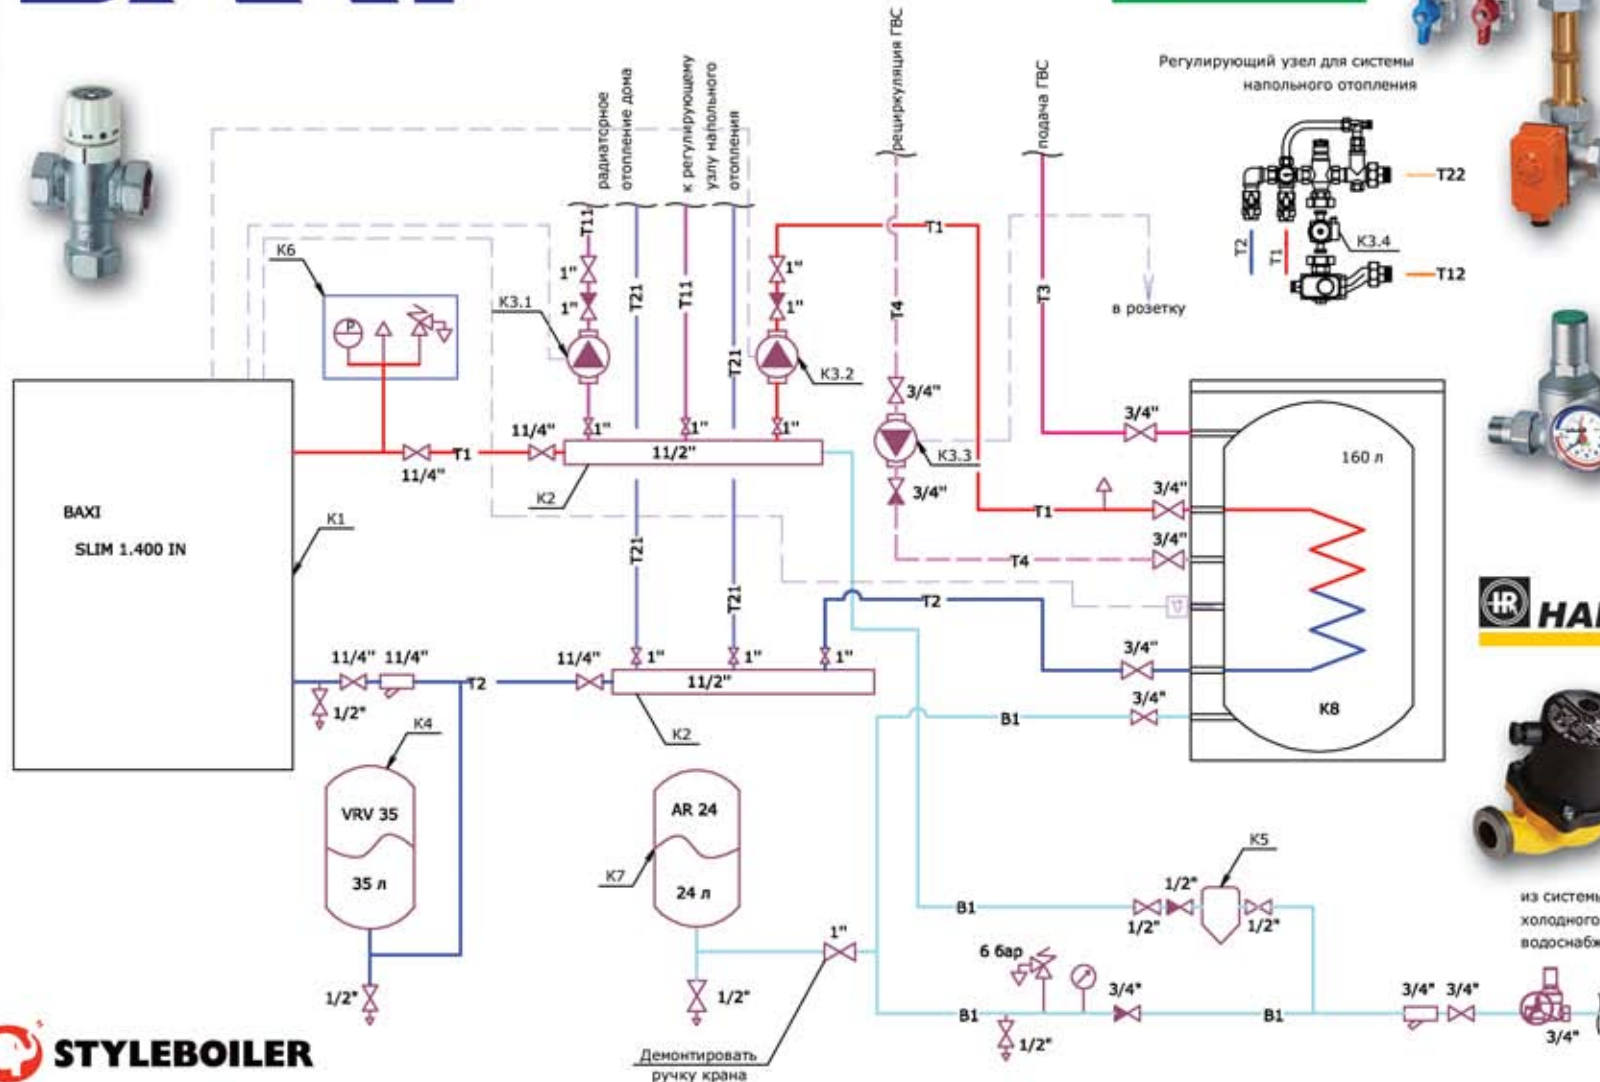 BAXI
Регулирующий узел для системы
напольного отопления
T22
K3.4
T2
T1
T12
радиаторное
отопление дома
к регулирующему
узлу напольного
отопления
рециркуляция ГВС
подача ГВС
в розетку
K6
P
K3.1
T11
1"
1"
T21
T11
T21
1"
1"
K3.2
T1
T4
T3
3/4"
K3.3
3/4"
3/4"
160 л
11/4"
T1
11/4"
1"
1"
1"
11/2"
K2
BAXI
SLIM 1.400 IN
K1
T21
T21
T1
3/4"
T4
3/4"
T2
3/4"
11/4"
11/4"
1/2"
T2
11/4"
1"
1"
1"
11/2"
K2
B1
3/4"
K8
K4
VRV 35
35 л
1/2"
AR 24
24 л
K7
1/2"
1"
Демонтировать
ручку крана
B1
1/2"
1/2"
K5
1/2"
6 бар
B1
1/2"
3/4"
B1
3/4"
3/4"
3/4"
из системы
холодного
HR
STYLEBOILER